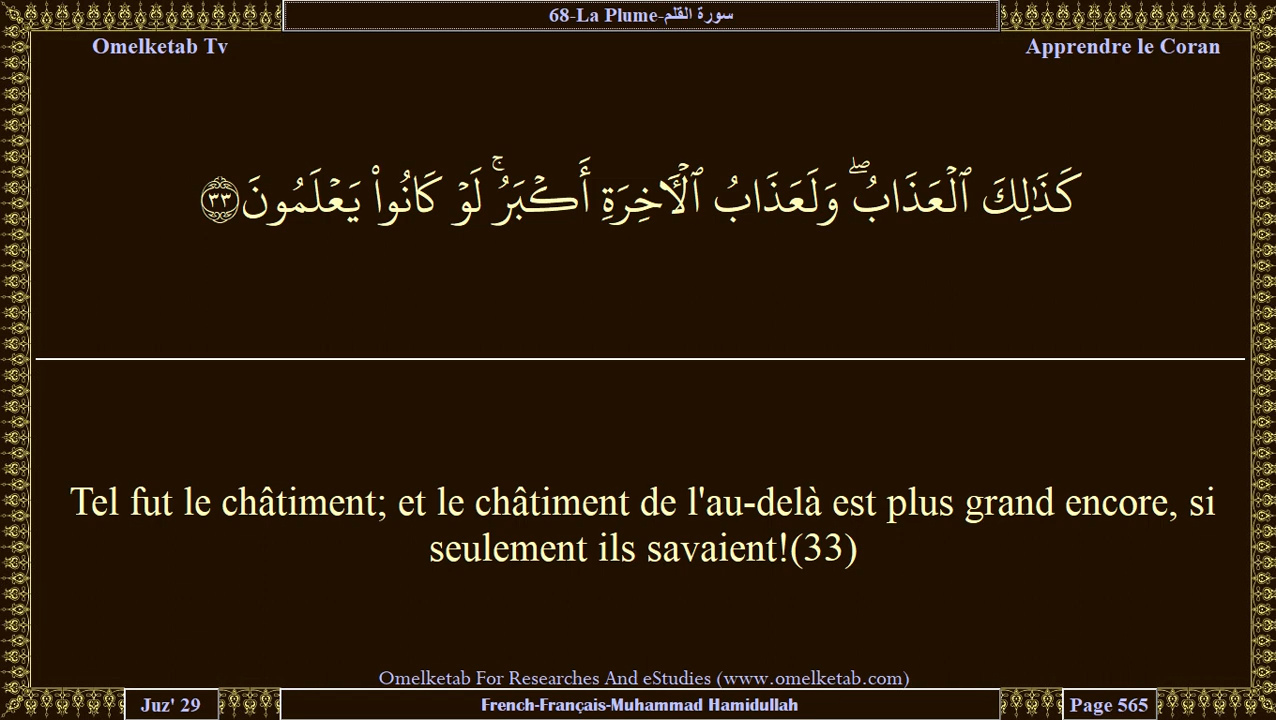 68-La Plume-سورة القلم
Omelketab Tv
Apprendre le Coran
كَذَٰلِكَ ٱلۡعَذَابُۖ وَلَعَذَابُ ٱلۡأٓخِرَةِ أَكۡبَرُۚ لَوۡ كَانُواْ يَعۡلَمُونَ ٣٣
Tel fut le châtiment; et le châtiment de l'au-delà est plus grand encore, si
seulement ils savaient!(33)
Omelketab For Researches And eStudies (www.omelketab.com)
Juz' 29
French-Français-Muhammad Hamidullah
Page 565